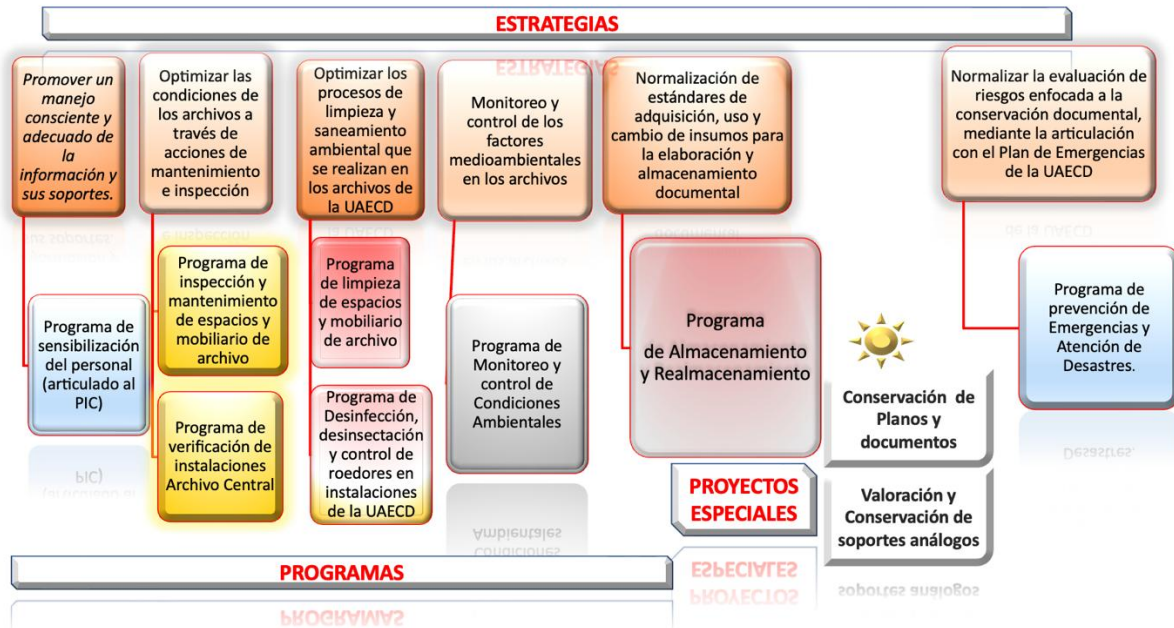 ESTRATEGIAS
Promover un
manejo
consciente y
adecuado de
la
información y
sus soportes.
Optimizar las
condiciones de
los archivos a
través de
acciones de
mantenimiento
e inspección
Optimizar los
procesos de
limpieza y
saneamiento
ambiental que
se realizan en
los archivos de
la UAECD
Monitoreo y
control de los
factores
medioambientales
en los archivos
Normalización de
estándares de
adquisición, uso y
cambio de insumos para
la elaboración y
almacenamiento
documental
Normalizar la evaluación de
riesgos enfocada a la
conservación documental,
mediante la articulación
con el Plan de Emergencias
de la UAECD
Programa de
sensibilización
del personal
(articulado al
PIC)
Programa de
inspección y
mantenimiento
de espacios y
mobiliario de
archivo
Programa de
verificación de
instalaciones
Archivo Central
Programa
de limpieza
de espacios
y mobiliario
de archivo
Programa de
Desinfección,
desinsectación
y control de
roedores en
instalaciones
de la UAECD
Programa de
Monitoreo y
control de
Condiciones
Ambientales
Programa
de Almacenamiento
y Realmacenamiento
Conservación de
Planos y
documentos
Valoración y
Conservación de
soportes análogos
Programa de
prevención de
Emergencias y
Atención de
Desastres.
PROYECTOS
ESPECIALES
PROGRAMAS